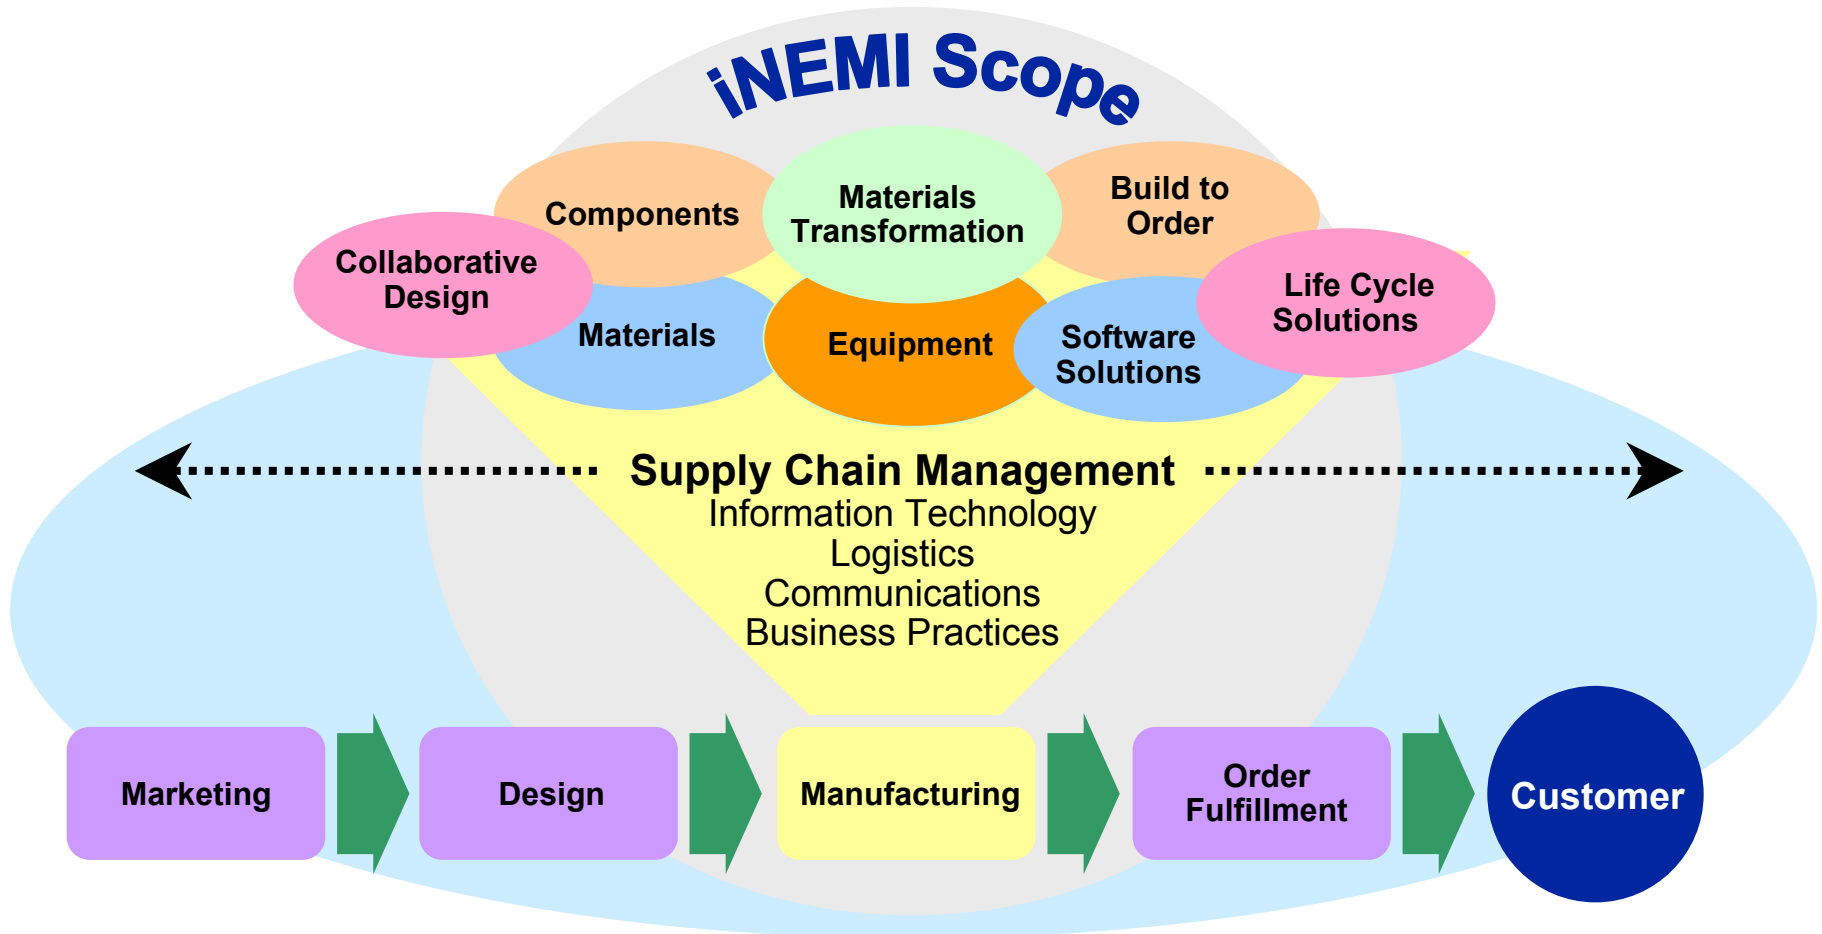 iNEMI Scope
Components
Materials
Transformation
Build to
Order
Collaborative
Design
Life Cycle
Solutions
Materials
Equipment
Software
Solutions
Supply Chain Management
Information Technology
Logistics
Communications
Business Practices
Marketing
Design
Manufacturing
Order
Fulfillment
Customer